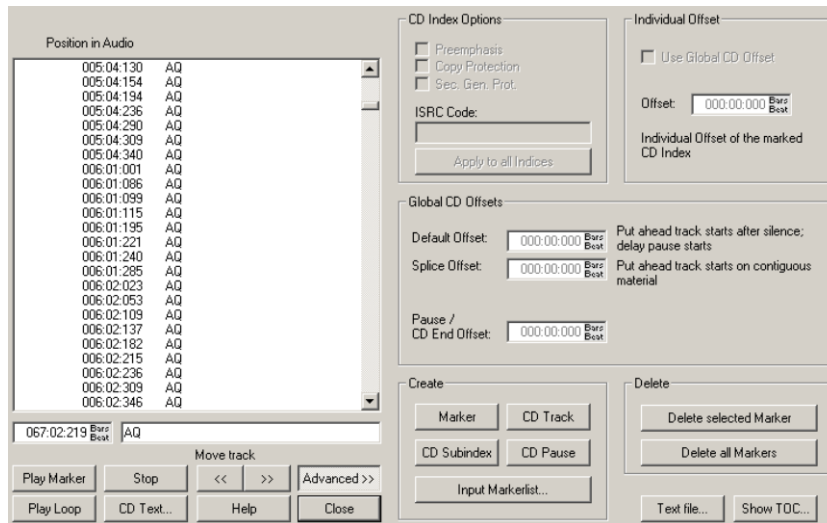 Position in Audio
005:04:130 AQ
005:04:154 AQ
005:04:194 AQ
005:04:236 AQ
005:04:290 AQ
005:04:309 AQ
005:04:340 AQ
006:01:001 AQ
006:01:086 AQ
006:01:099 AQ
006:01:115 AQ
006:01:195 AQ
006:01:221 AQ
006:01:240 AQ
006:01:285 AQ
006:02:023 AQ
006:02:053 AQ
006:02:109 AQ
006:02:137 AQ
006:02:182 AQ
006:02:215 AQ
006:02:236 AQ
006:02:309 AQ
006:02:346 AQ
067:02:219 Bars Beat AQ
Move track
Play Marker Stop << >> Advanced >>
Play Loop CD Text... Help Close
CD Index Options
Preemphasis
Copy Protection
Sec. Gen. Prot.
ISRC Code:
Apply to all Indices
Individual Offset
Use Global CD Offset
Offset: 000:00:000 Bars Beat
Individual Offset of the marked
CD Index
Global CD Offsets
Default Offset: 000:00:000 Bars Beat
Put ahead track starts after silence;
delay pause starts
Splice Offset: 000:00:000 Bars Beat
Put ahead track starts on contiguous
material
Pause /
CD End Offset: 000:00:000 Bars Beat
Create
Marker CD Track
CD Subindex CD Pause
Input Markerlist...
Delete
Delete selected Marker
Delete all Markers
Text file... Show TOC...